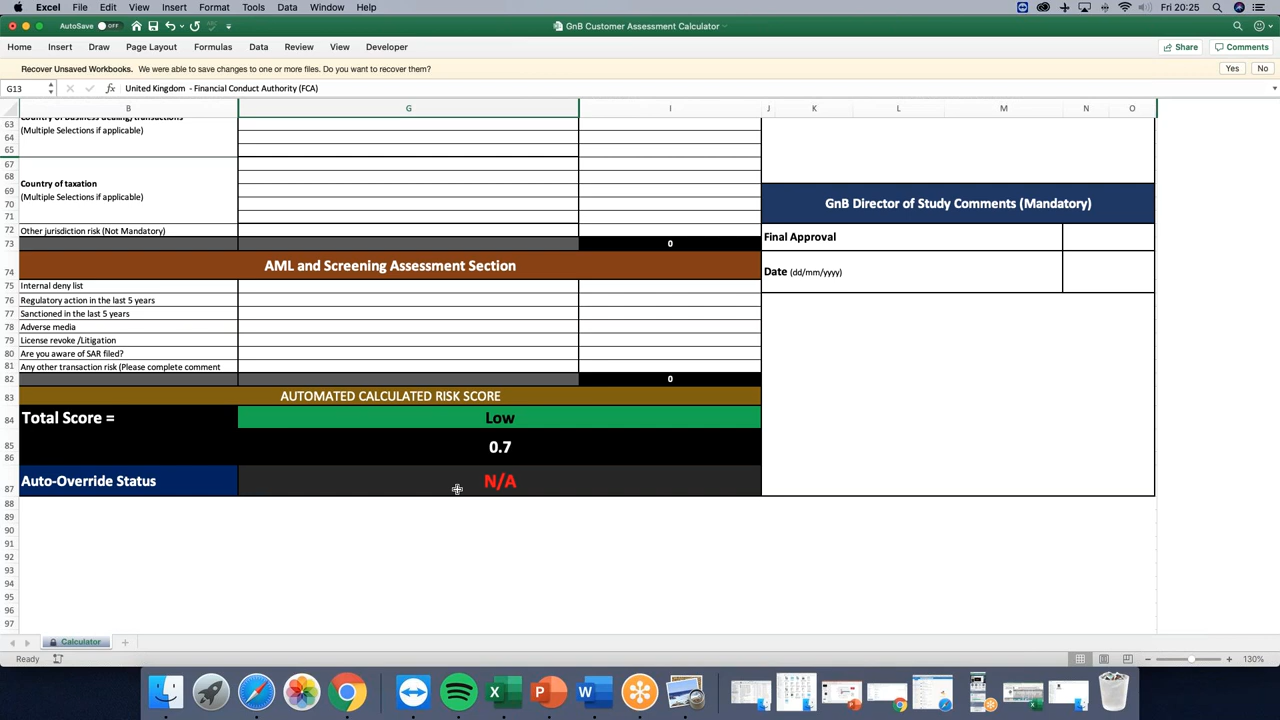 Excel File Edit View Insert Format Tools Data Window Help Fri 20:25
AutoSave OFF GnB Customer Assessment Calculator
Home Insert Draw Page Layout Formulas Data Review View Developer Share Comments
Recover Unsaved Workbooks. We were able to save changes to one or more files. Do you want to recover them? Yes No
G13 fx United Kingdom - Financial Conduct Authority (FCA)
B G I J K L M N O
63 Country of business dealing/transactions
64 (Multiple Selections if applicable)
65
67
68
69 Country of taxation
70 (Multiple Selections if applicable)
71
72 Other jurisdiction risk (Not Mandatory)
73 0
GnB Director of Study Comments (Mandatory)
Final Approval
Date (dd/mm/yyyy)
74 AML and Screening Assessment Section
75 Internal deny list
76 Regulatory action in the last 5 years
77 Sanctioned in the last 5 years
78 Adverse media
79 License revoke /Litigation
80 Are you aware of SAR filed?
81 Any other transaction risk (Please complete comment
82 0
83 AUTOMATED CALCULATED RISK SCORE
84 Total Score = Low
85 0.7
86
87 Auto-Override Status N/A
88
89
90
91
92
93
94
95
96
97
Calculator
Ready 130%